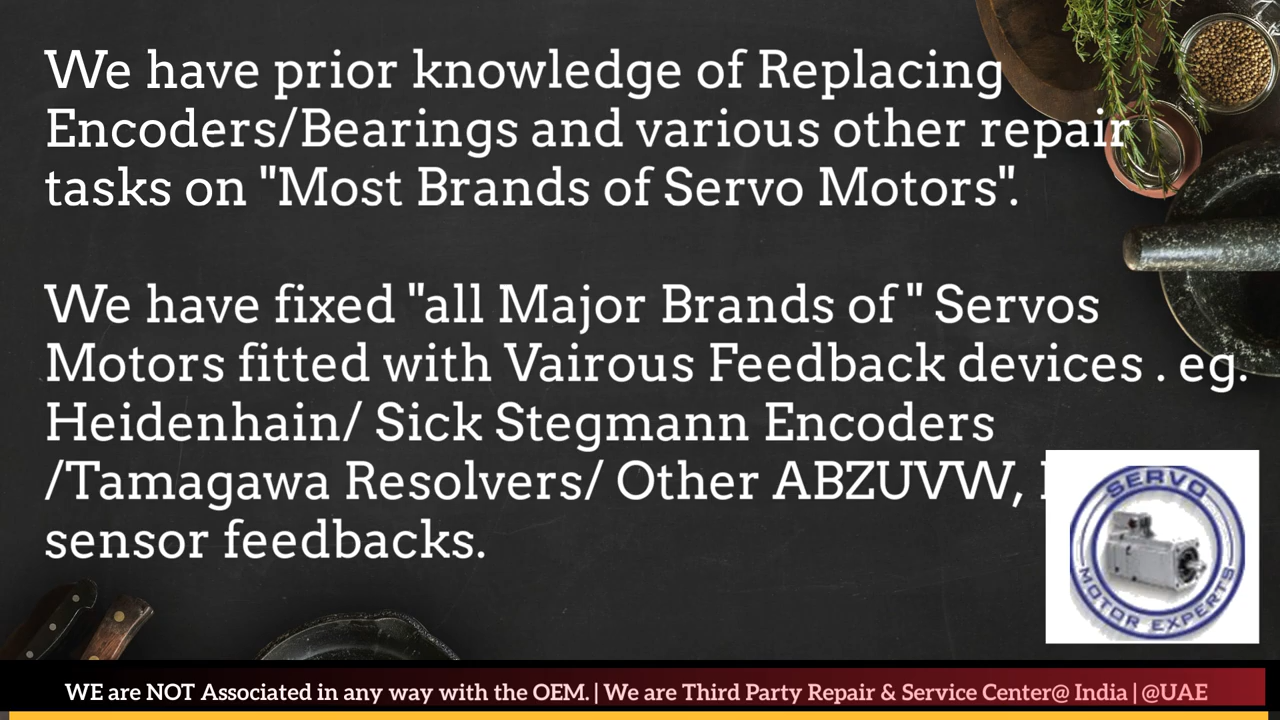 We have prior knowledge of Replacing
Encoders/Bearings and various other repair
tasks on "Most Brands of Servo Motors".
We have fixed "all Major Brands of " Servos
Motors fitted with Vairous Feedback devices . eg.
Heidenhain/ Sick Stegmann Encoders
/Tamagawa Resolvers/ Other ABZUVW,
sensor feedbacks.
SERVO
MOTOR EXPERTS
WE are NOT Associated in any way with the OEM. | We are Third Party Repair & Service Center@ India | @UAE